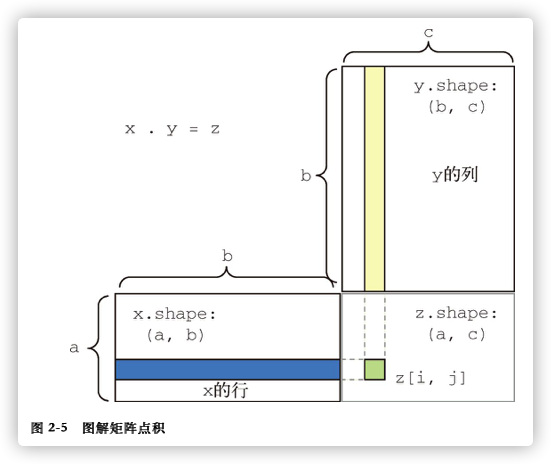 c
y.shape:
(b, c)
x . y = z
b
y的列
b
x.shape:
(a, b)
z.shape:
(a, c)
a
z[i, j]
x的行
图 2-5 图解矩阵点积